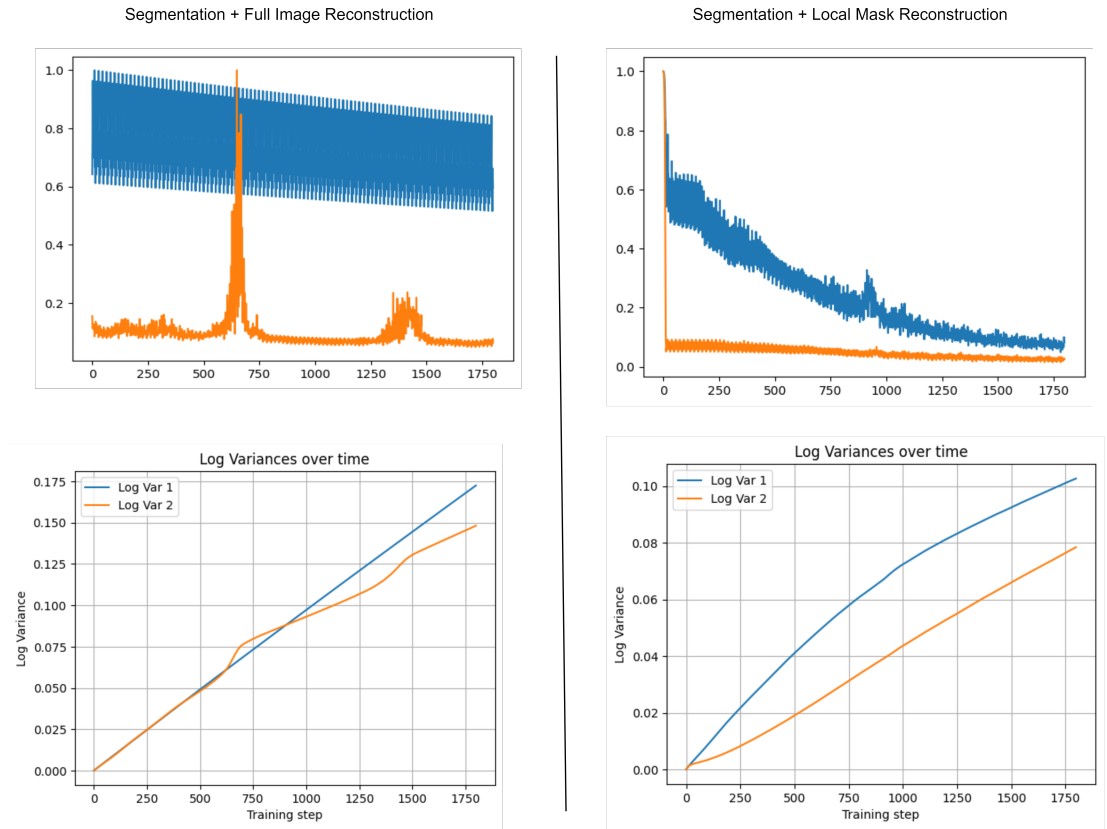 Segmentation + Full Image Reconstruction
Segmentation + Local Mask Reconstruction
1.0
0.8
0.6
0.4
0.2
0 250 500 750 1000 1250 1500 1750
1.0
0.8
0.6
0.4
0.2
0.0
0 250 500 750 1000 1250 1500 1750
Log Variances over time
Log Var 1
Log Var 2
0.175
0.150
0.125
0.100
0.075
0.050
0.025
0.000
Log Variance
0 250 500 750 1000 1250 1500 1750
Training step
Log Variances over time
Log Var 1
Log Var 2
0.10
0.08
0.06
0.04
0.02
0.00
Log Variance
0 250 500 750 1000 1250 1500 1750
Training step